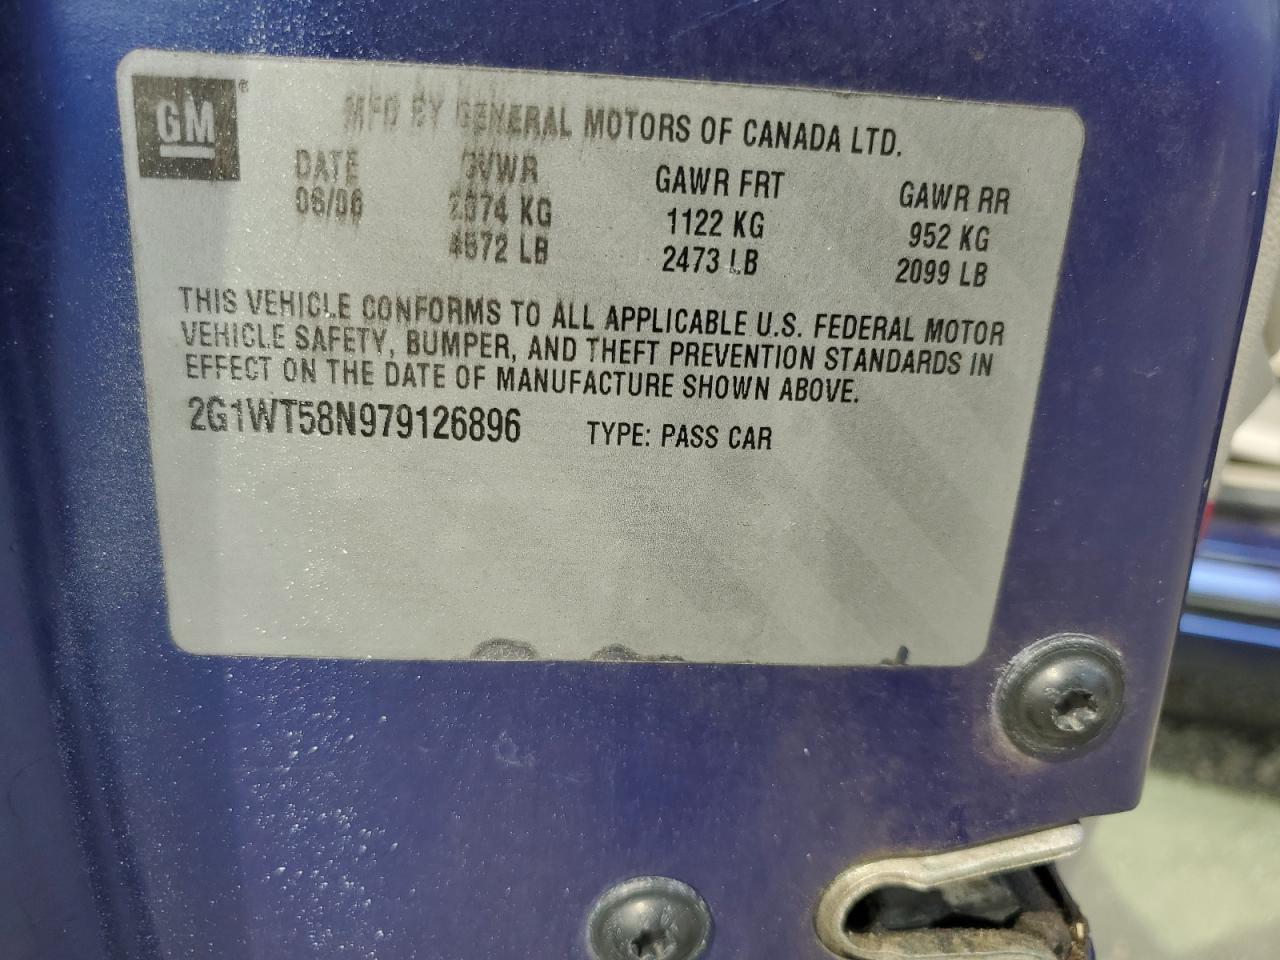 GM®
MFD BY GENERAL MOTORS OF CANADA LTD.
DATE GVWR GAWR FRT GAWR RR
06/06 2074 KG 1122 KG 952 KG
4572 LB 2473 LB 2099 LB
THIS VEHICLE CONFORMS TO ALL APPLICABLE U.S. FEDERAL MOTOR
VEHICLE SAFETY, BUMPER, AND THEFT PREVENTION STANDARDS IN
EFFECT ON THE DATE OF MANUFACTURE SHOWN ABOVE.
2G1WT58N979126896 TYPE: PASS CAR